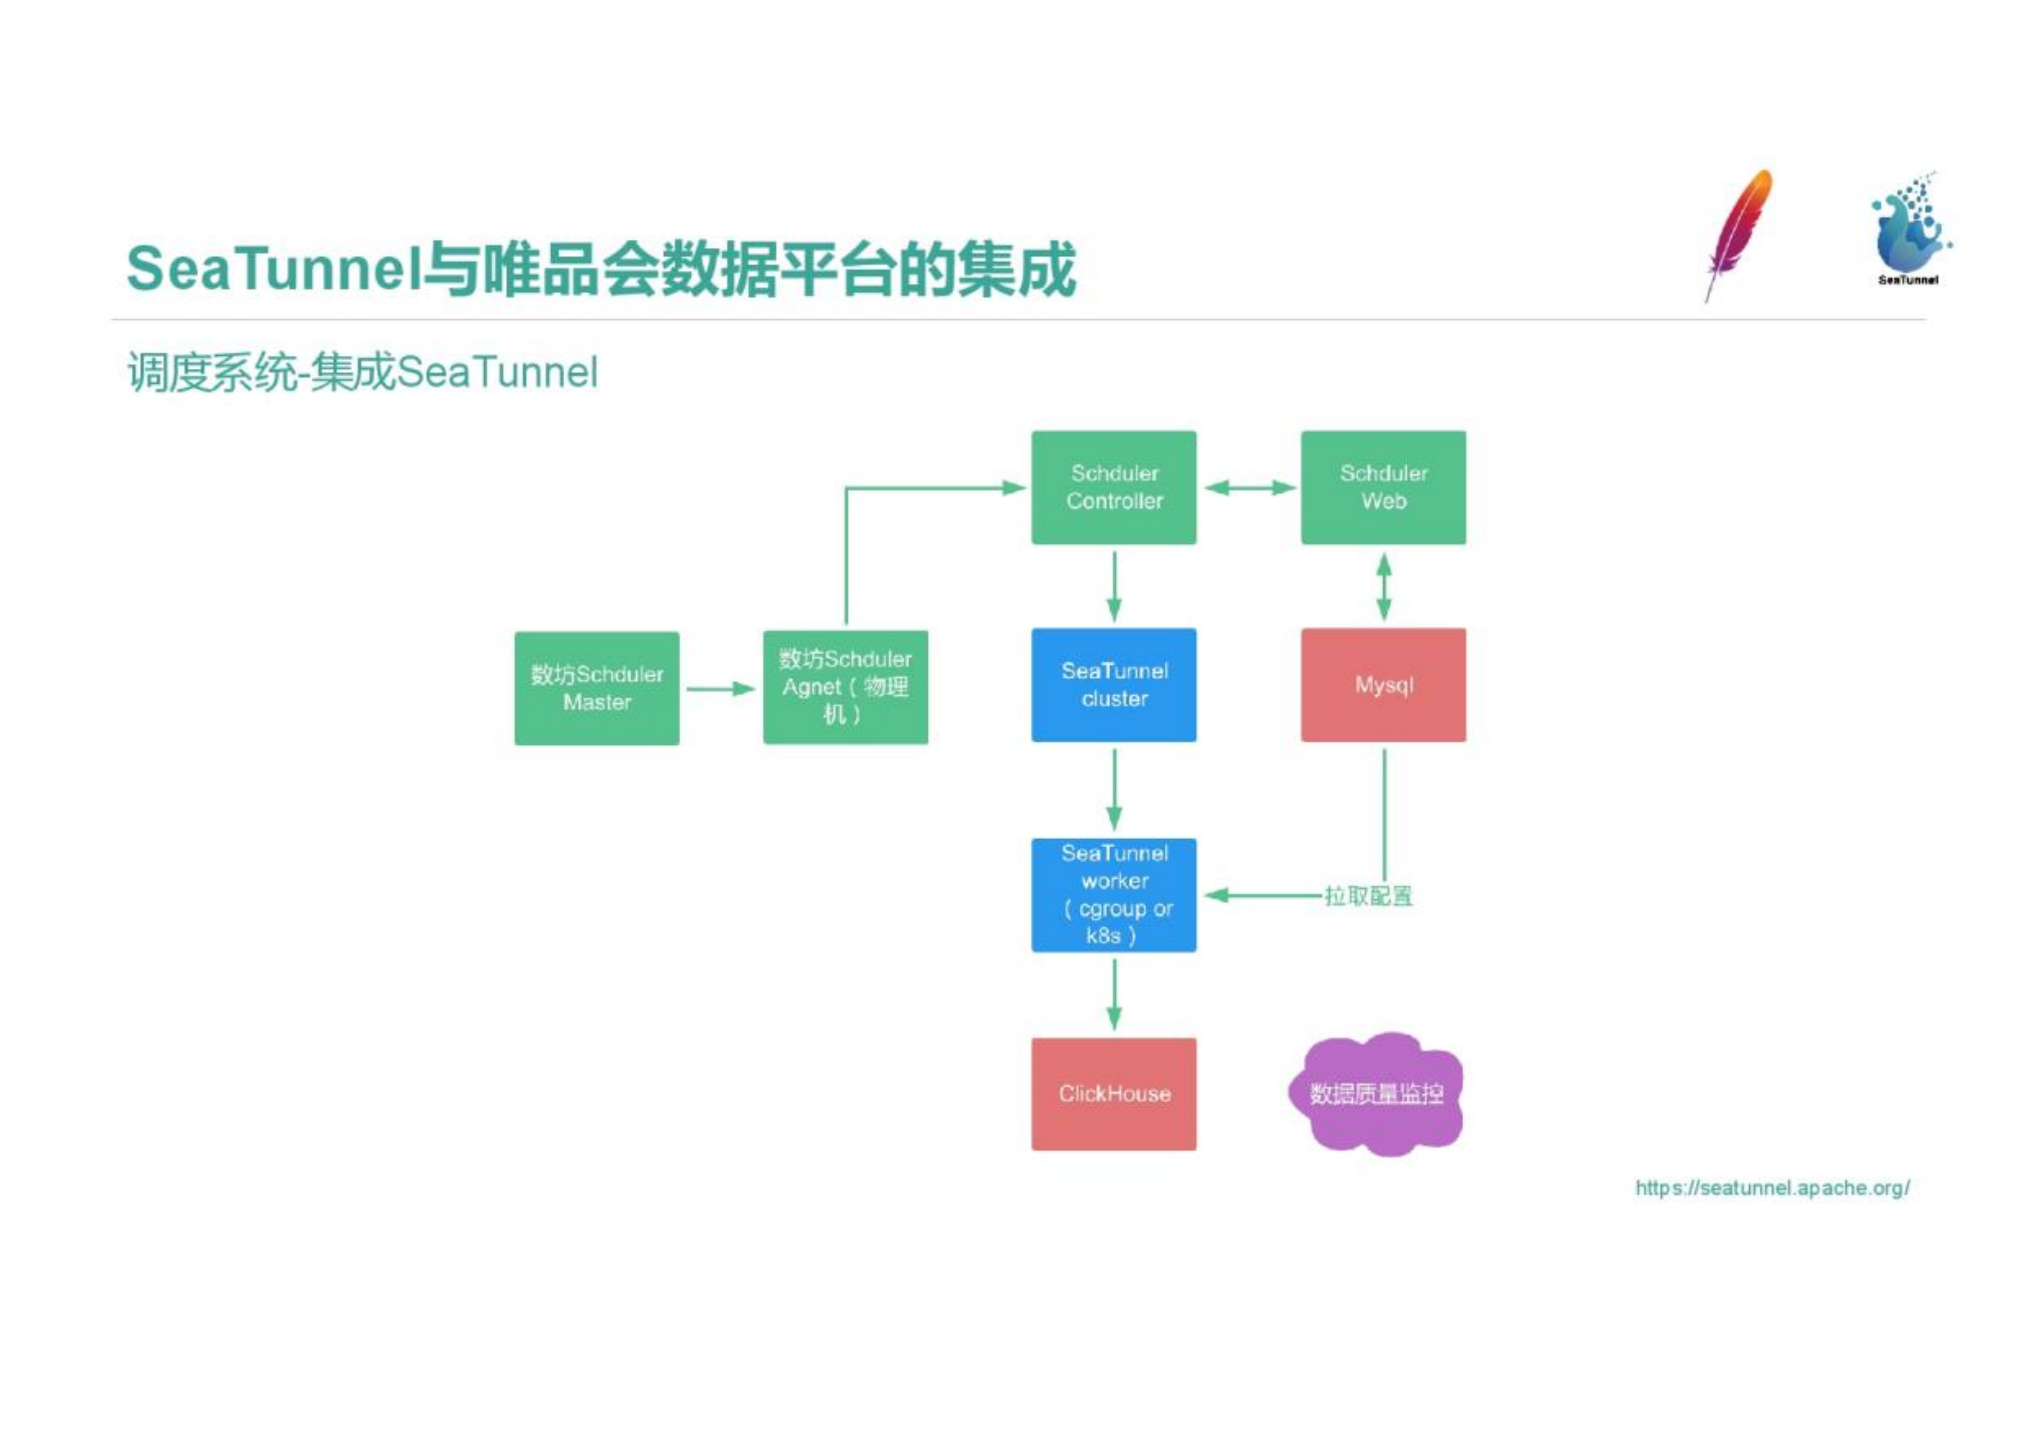 SeaTunnel与唯品会数据平台的集成
SeaTunnel
调度系统-集成SeaTunnel
Schduler
Controller
Schduler
Web
数坊Schduler
Master
数坊Schduler
Agnet（物理
机）
SeaTunnel
cluster
Mysql
SeaTunnel
worker
（cgroup or
k8s）
拉取配置
ClickHouse
数据质量监控
https://seatunnel.apache.org/